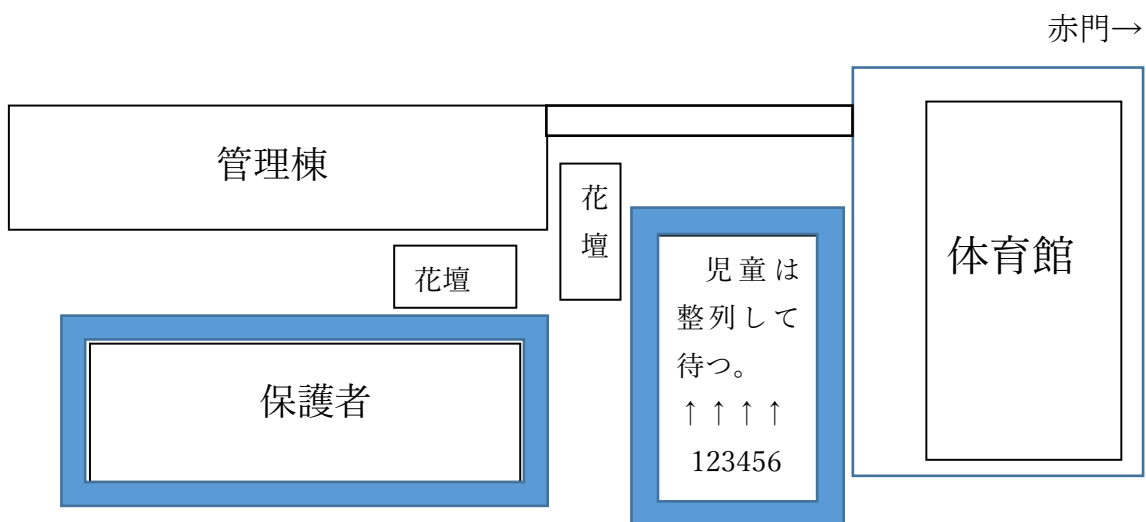 赤門→
管理棟
花壇
花壇
児童は
整列して
待つ。
↑↑↑↑
123456
体育館
保護者